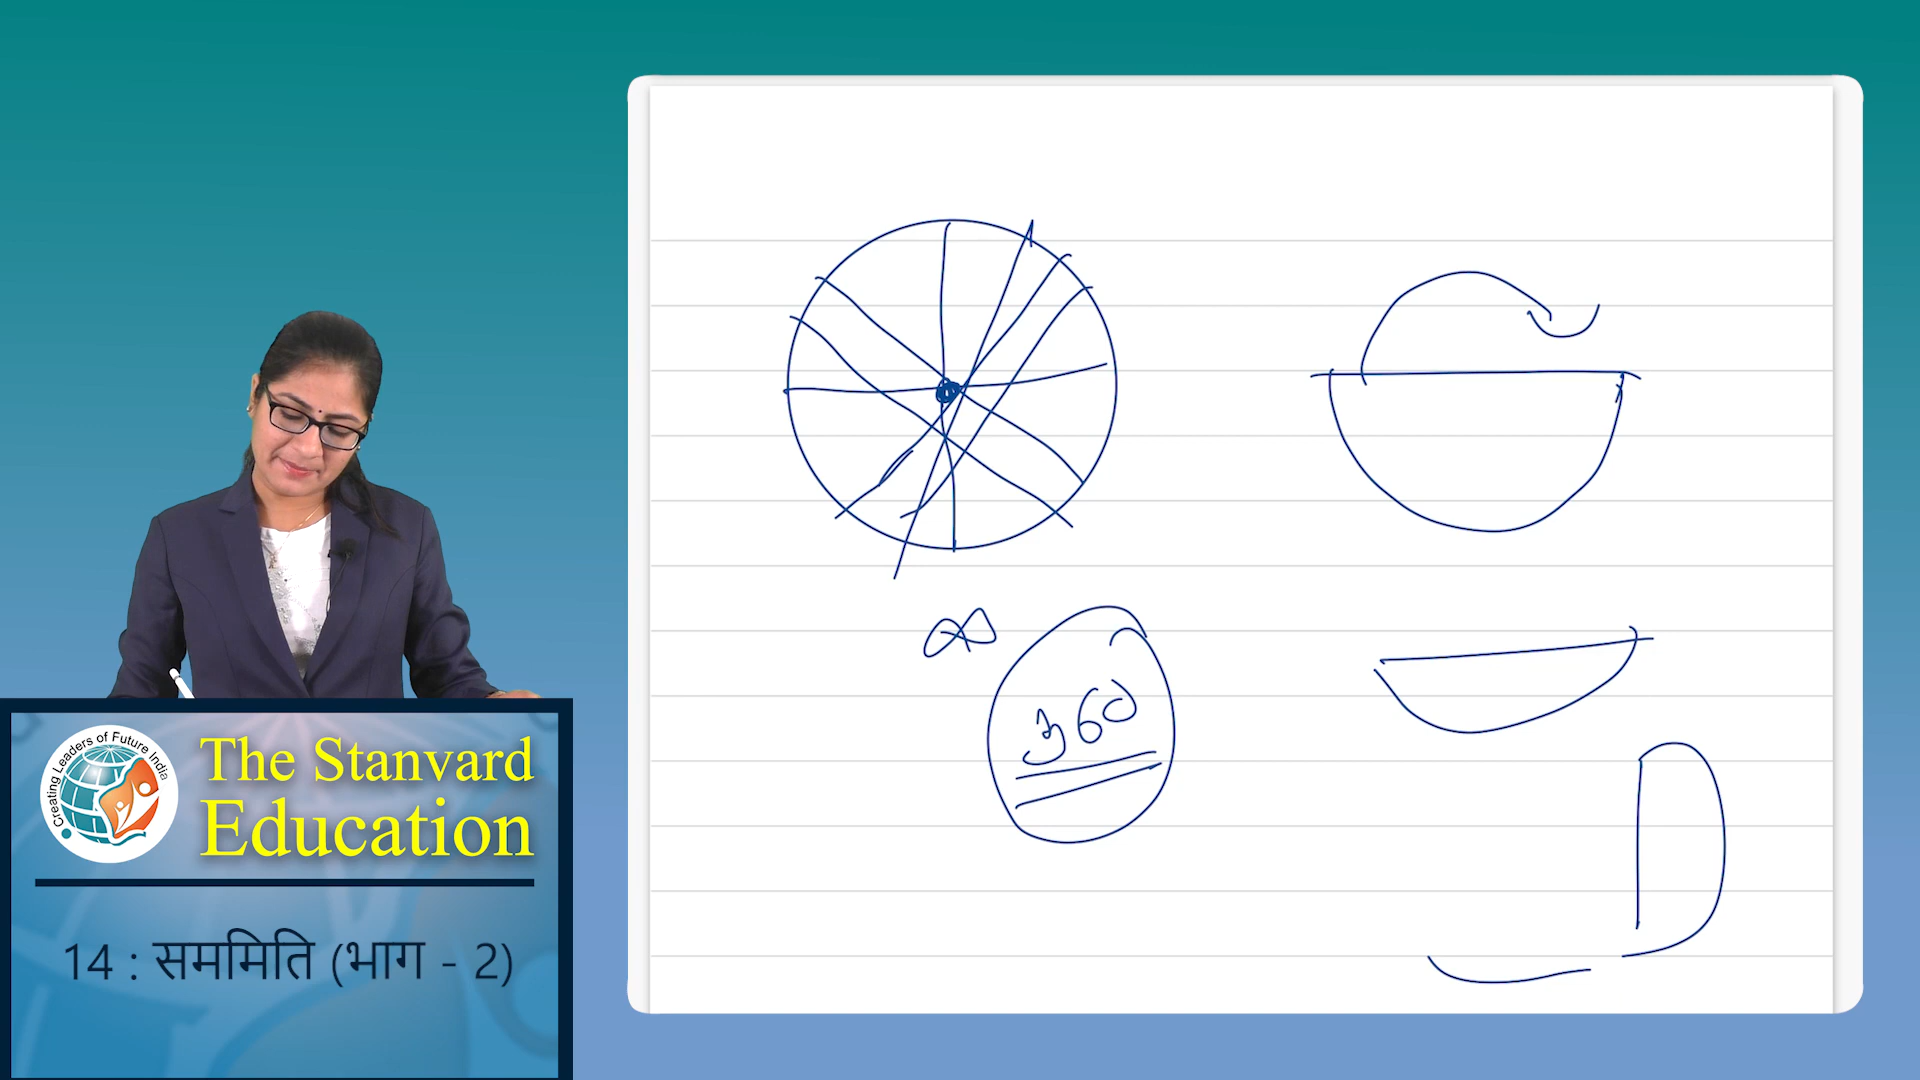 ∞
360
Creating Leaders of Future India
The Stanvard
Education
14 : सममिति (भाग - 2)